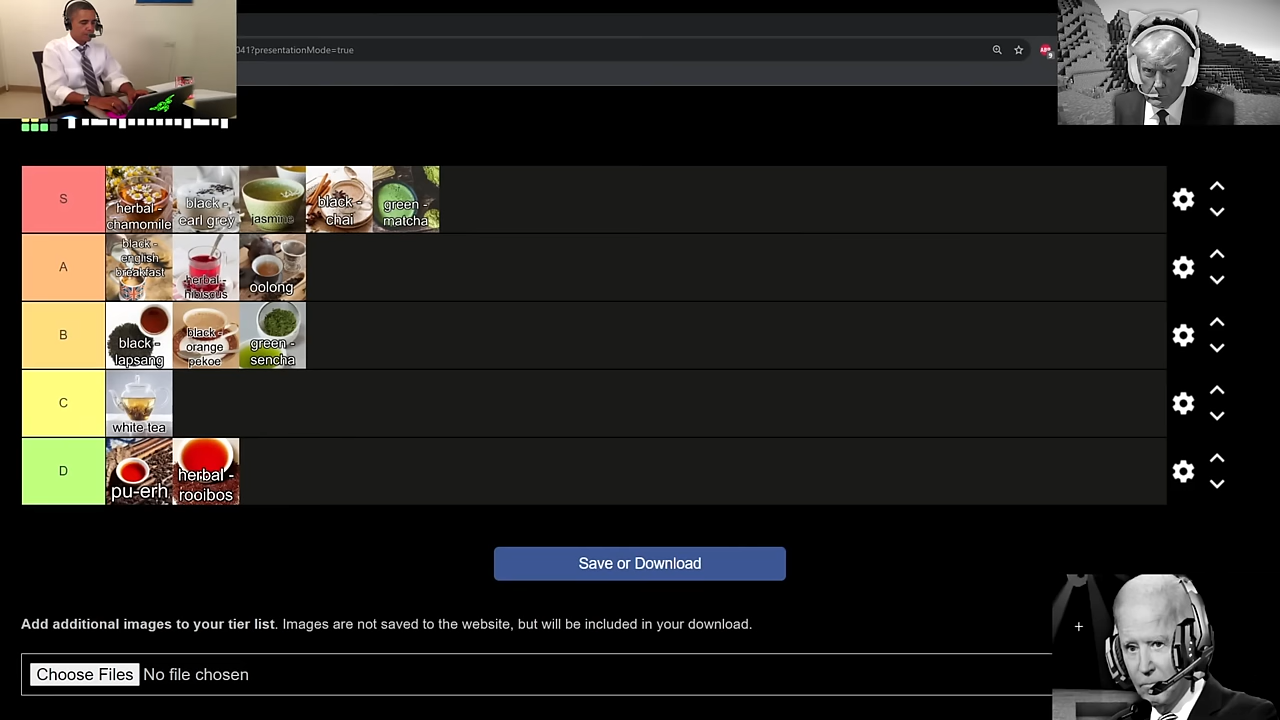 041?presentationMode=true
ABP
S
herbal -
chamomile
black -
earl grey
jasmine
black -
chai
green -
matcha
A
black -
english
breakfast
herbal -
hibiscus
oolong
B
black -
lapsang
black -
orange
pekoe
green -
sencha
C
white tea
D
pu-erh
herbal -
rooibos
Save or Download
Add additional images to your tier list. Images are not saved to the website, but will be included in your download.
Choose Files No file chosen